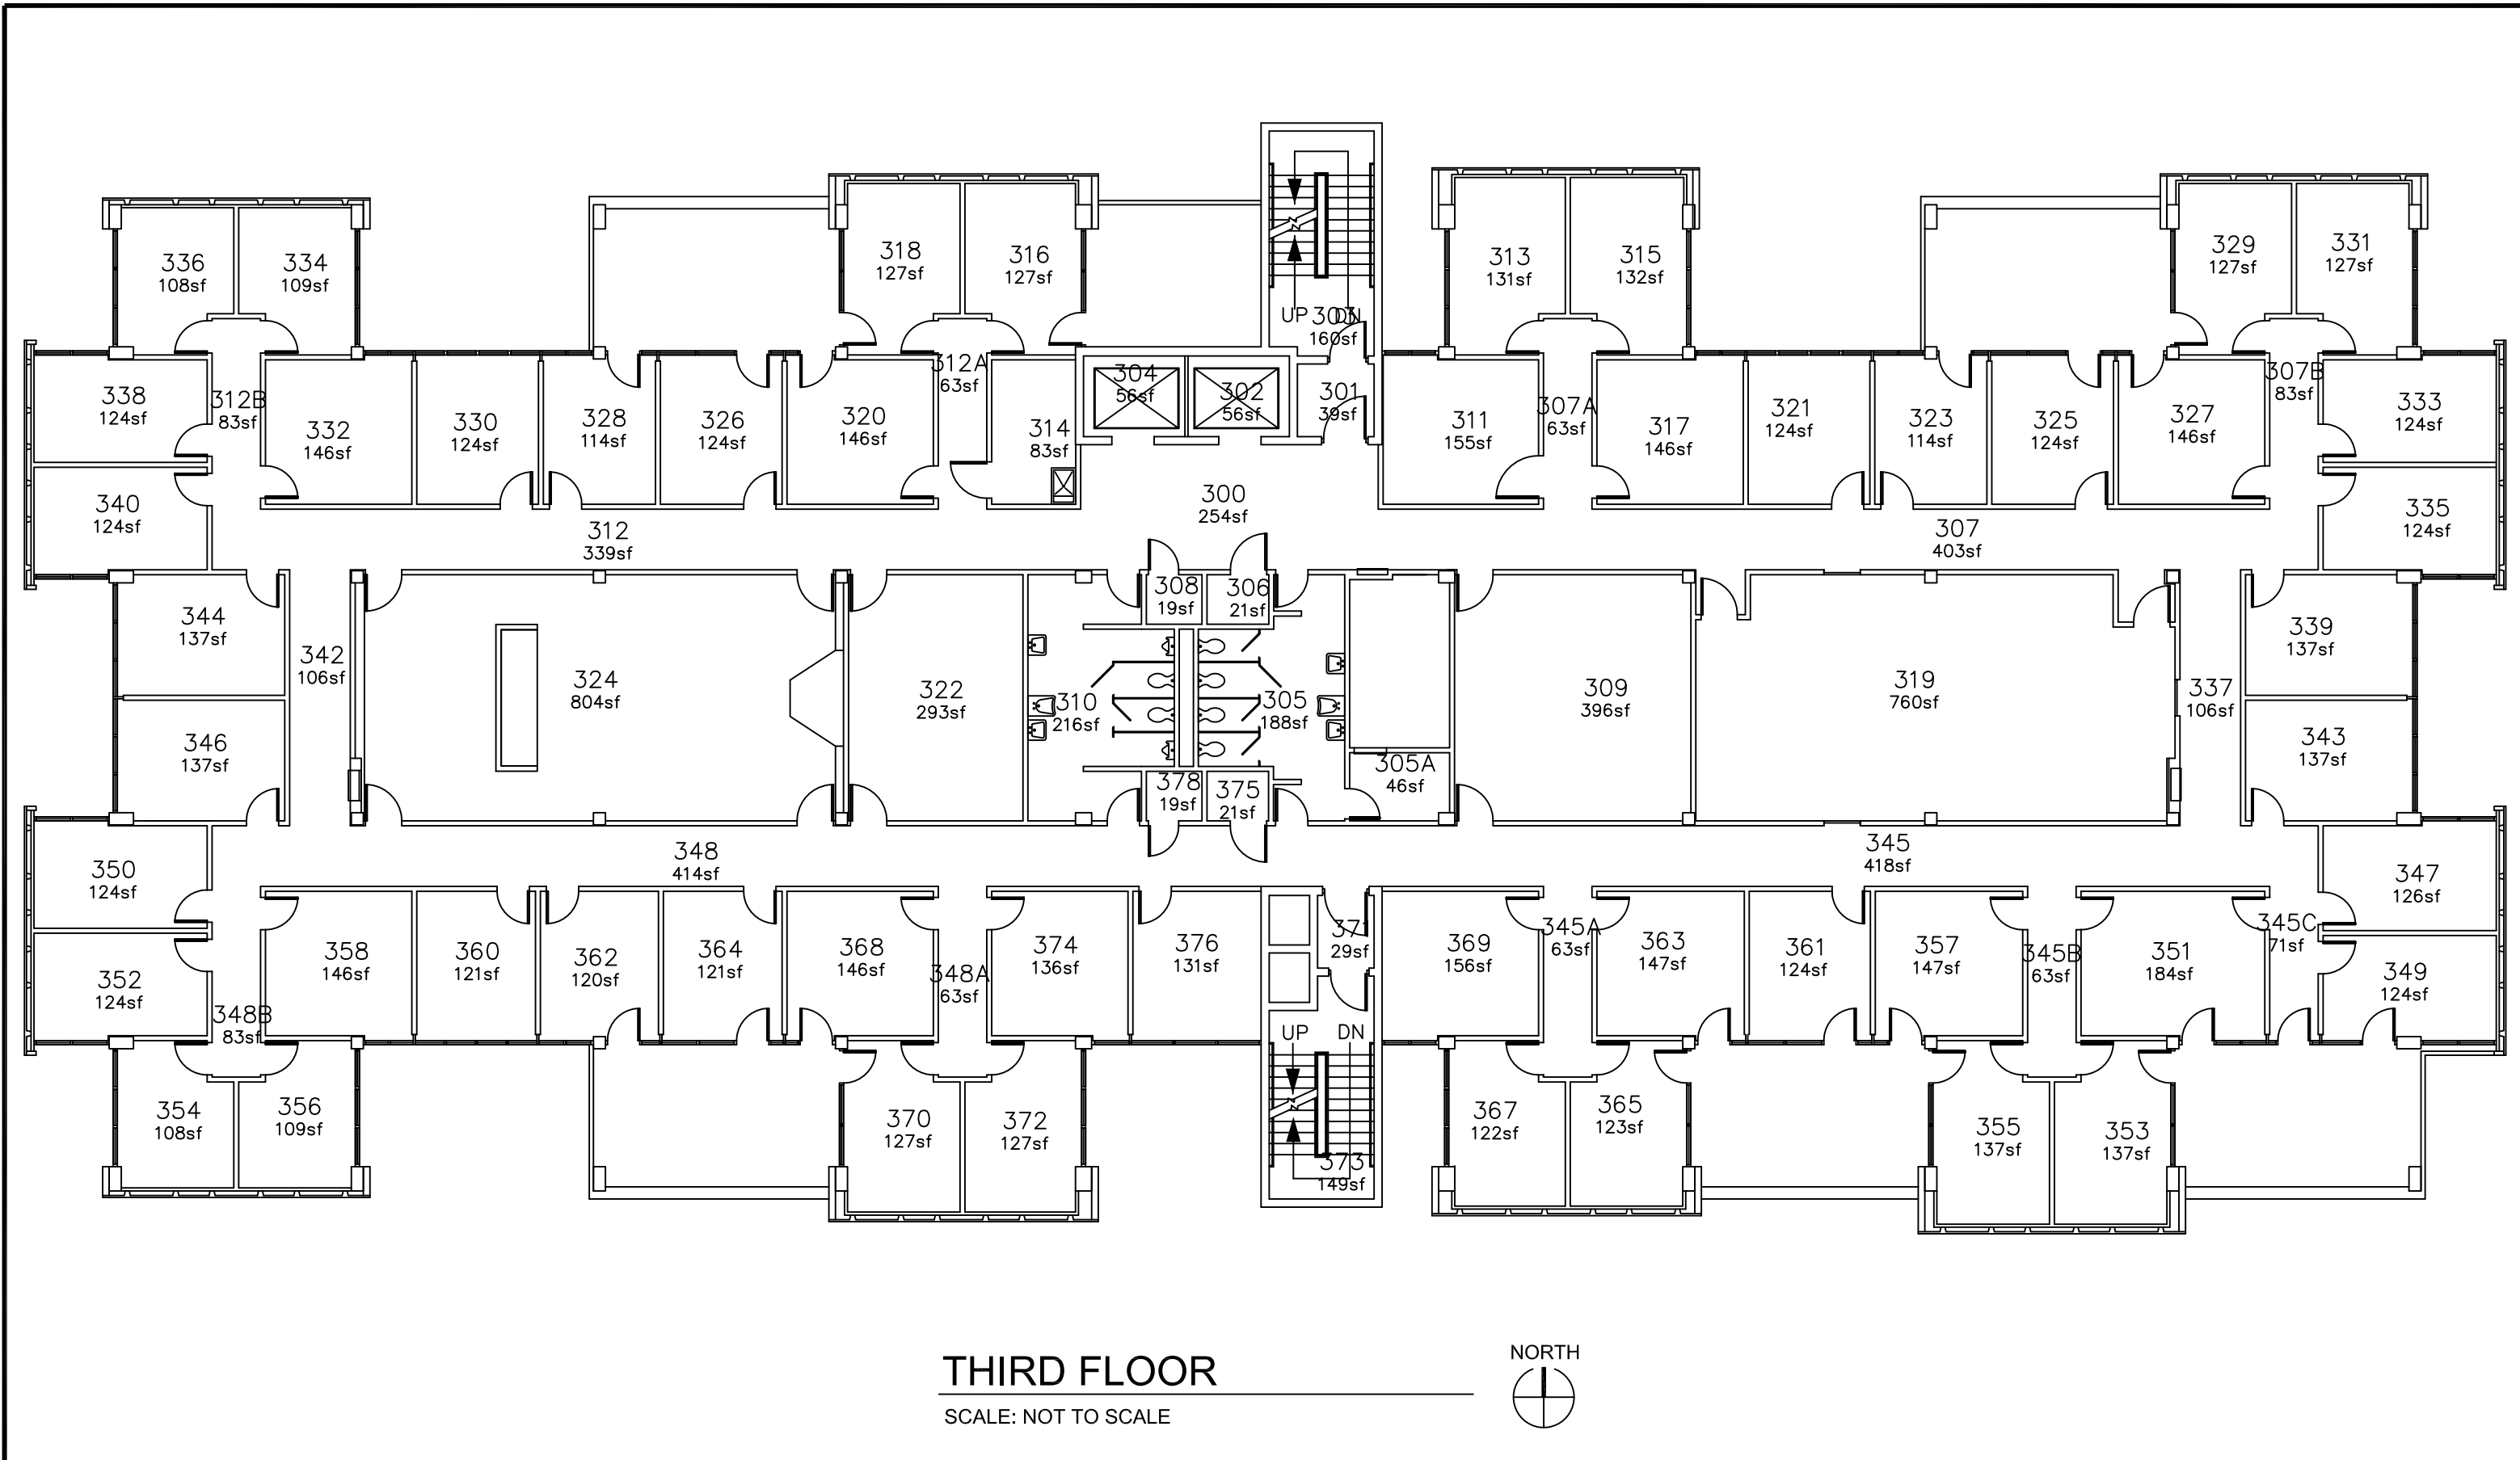 336
108sf
334
109sf
318
127sf
316
127sf
UP
DN
303
160sf
313
131sf
315
132sf
329
127sf
331
127sf
338
124sf
312B
83sf
332
146sf
330
124sf
328
114sf
326
124sf
320
146sf
312A
63sf
314
83sf
304
56sf
302
56sf
301
39sf
311
155sf
307A
63sf
317
146sf
321
124sf
323
114sf
325
124sf
327
146sf
307B
83sf
333
124sf
340
124sf
312
339sf
300
254sf
307
403sf
335
124sf
344
137sf
342
106sf
324
804sf
322
293sf
308
19sf
306
21sf
310
216sf
305
188sf
309
396sf
319
760sf
337
106sf
339
137sf
346
137sf
378
19sf
375
21sf
305A
46sf
343
137sf
350
124sf
348
414sf
345
418sf
347
126sf
352
124sf
348B
83sf
358
146sf
360
121sf
362
120sf
364
121sf
368
146sf
348A
63sf
374
136sf
376
131sf
371
29sf
369
156sf
345A
63sf
363
147sf
361
124sf
357
147sf
345B
63sf
351
184sf
345C
71sf
349
124sf
UP
DN
354
108sf
356
109sf
370
127sf
372
127sf
373
149sf
367
122sf
365
123sf
355
137sf
353
137sf
THIRD FLOOR
SCALE: NOT TO SCALE
NORTH